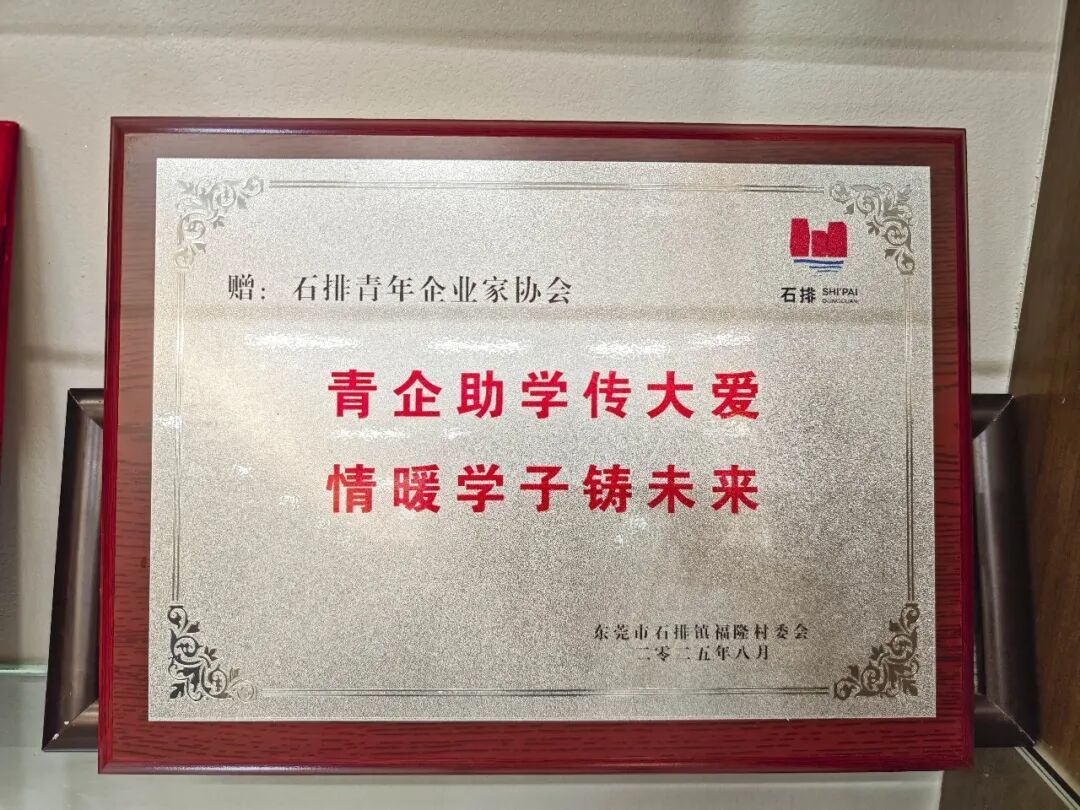 赠：石排青年企业家协会
石排 SHI'PAI
DONGGUAN
青企助学传大爱
情暖学子铸未来
东莞市石排镇福隆村委会
二零二五年八月